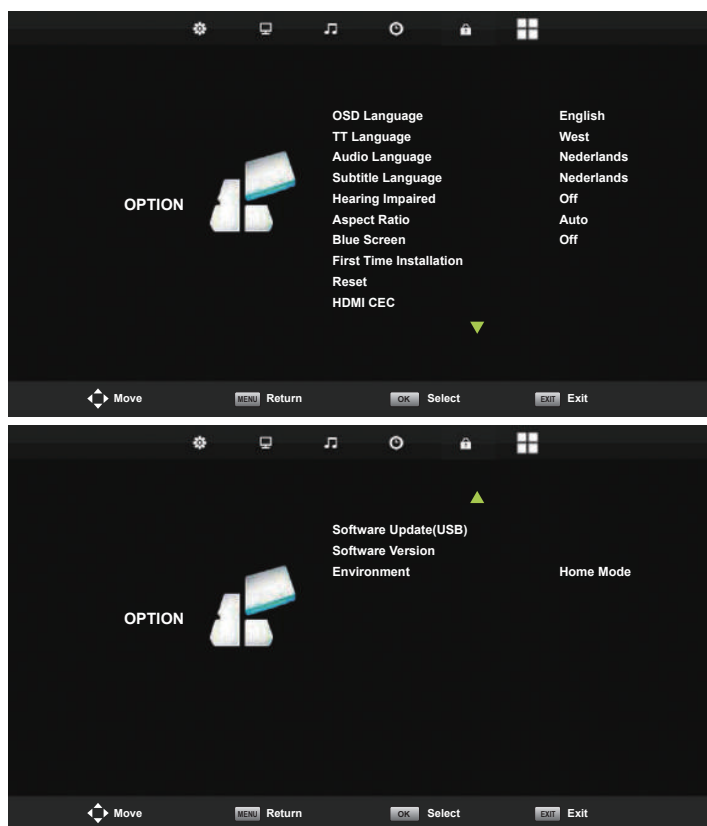 OSD Language English
TT Language West
Audio Language Nederlands
Subtitle Language Nederlands
Hearing Impaired Off
OPTION
Aspect Ratio Auto
Blue Screen Off
First Time Installation
Reset
HDMI CEC
Move MENU Return OK Select EXIT Exit
Software Update(USB)
Software Version
Environment Home Mode
OPTION
Move MENU Return OK Select EXIT Exit